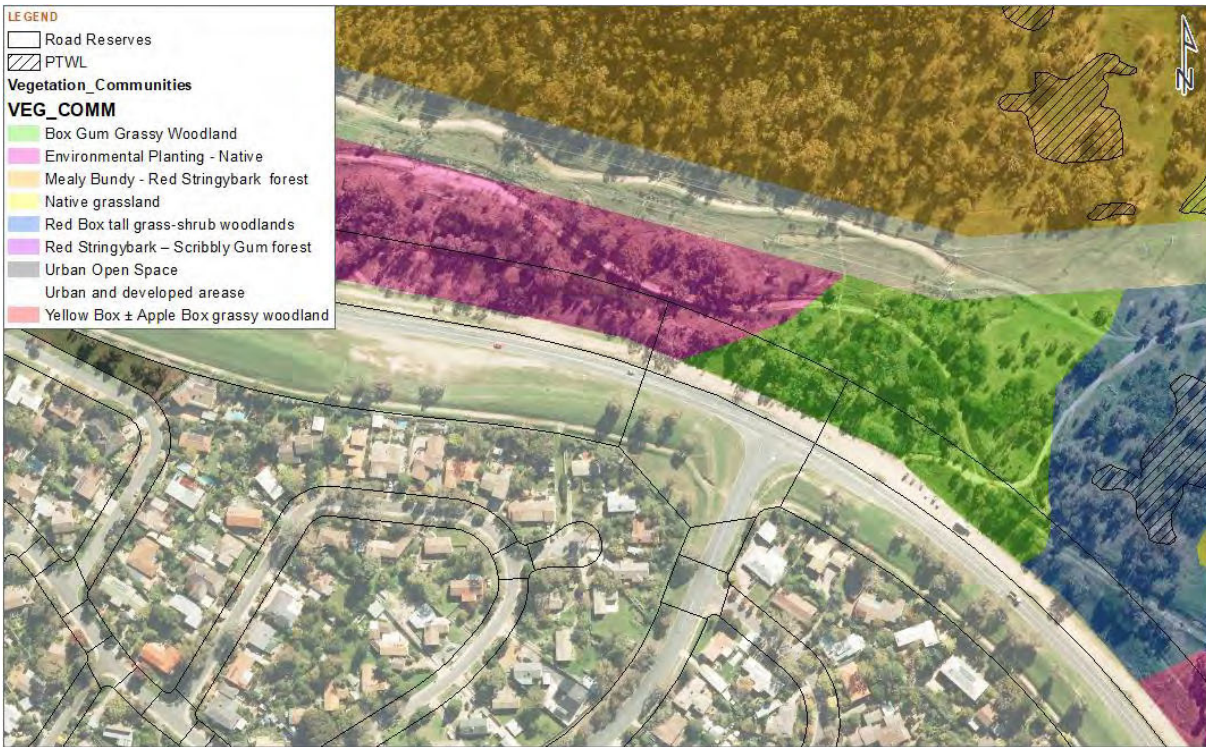 LEGEND
Road Reserves
PTWL
Vegetation_Communities
VEG_COMM
Box Gum Grassy Woodland
Environmental Planting - Native
Mealy Bundy - Red Stringybark forest
Native grassland
Red Box tall grass-shrub woodlands
Red Stringybark – Scribbly Gum forest
Urban Open Space
Urban and developed arease
Yellow Box ± Apple Box grassy woodland
N